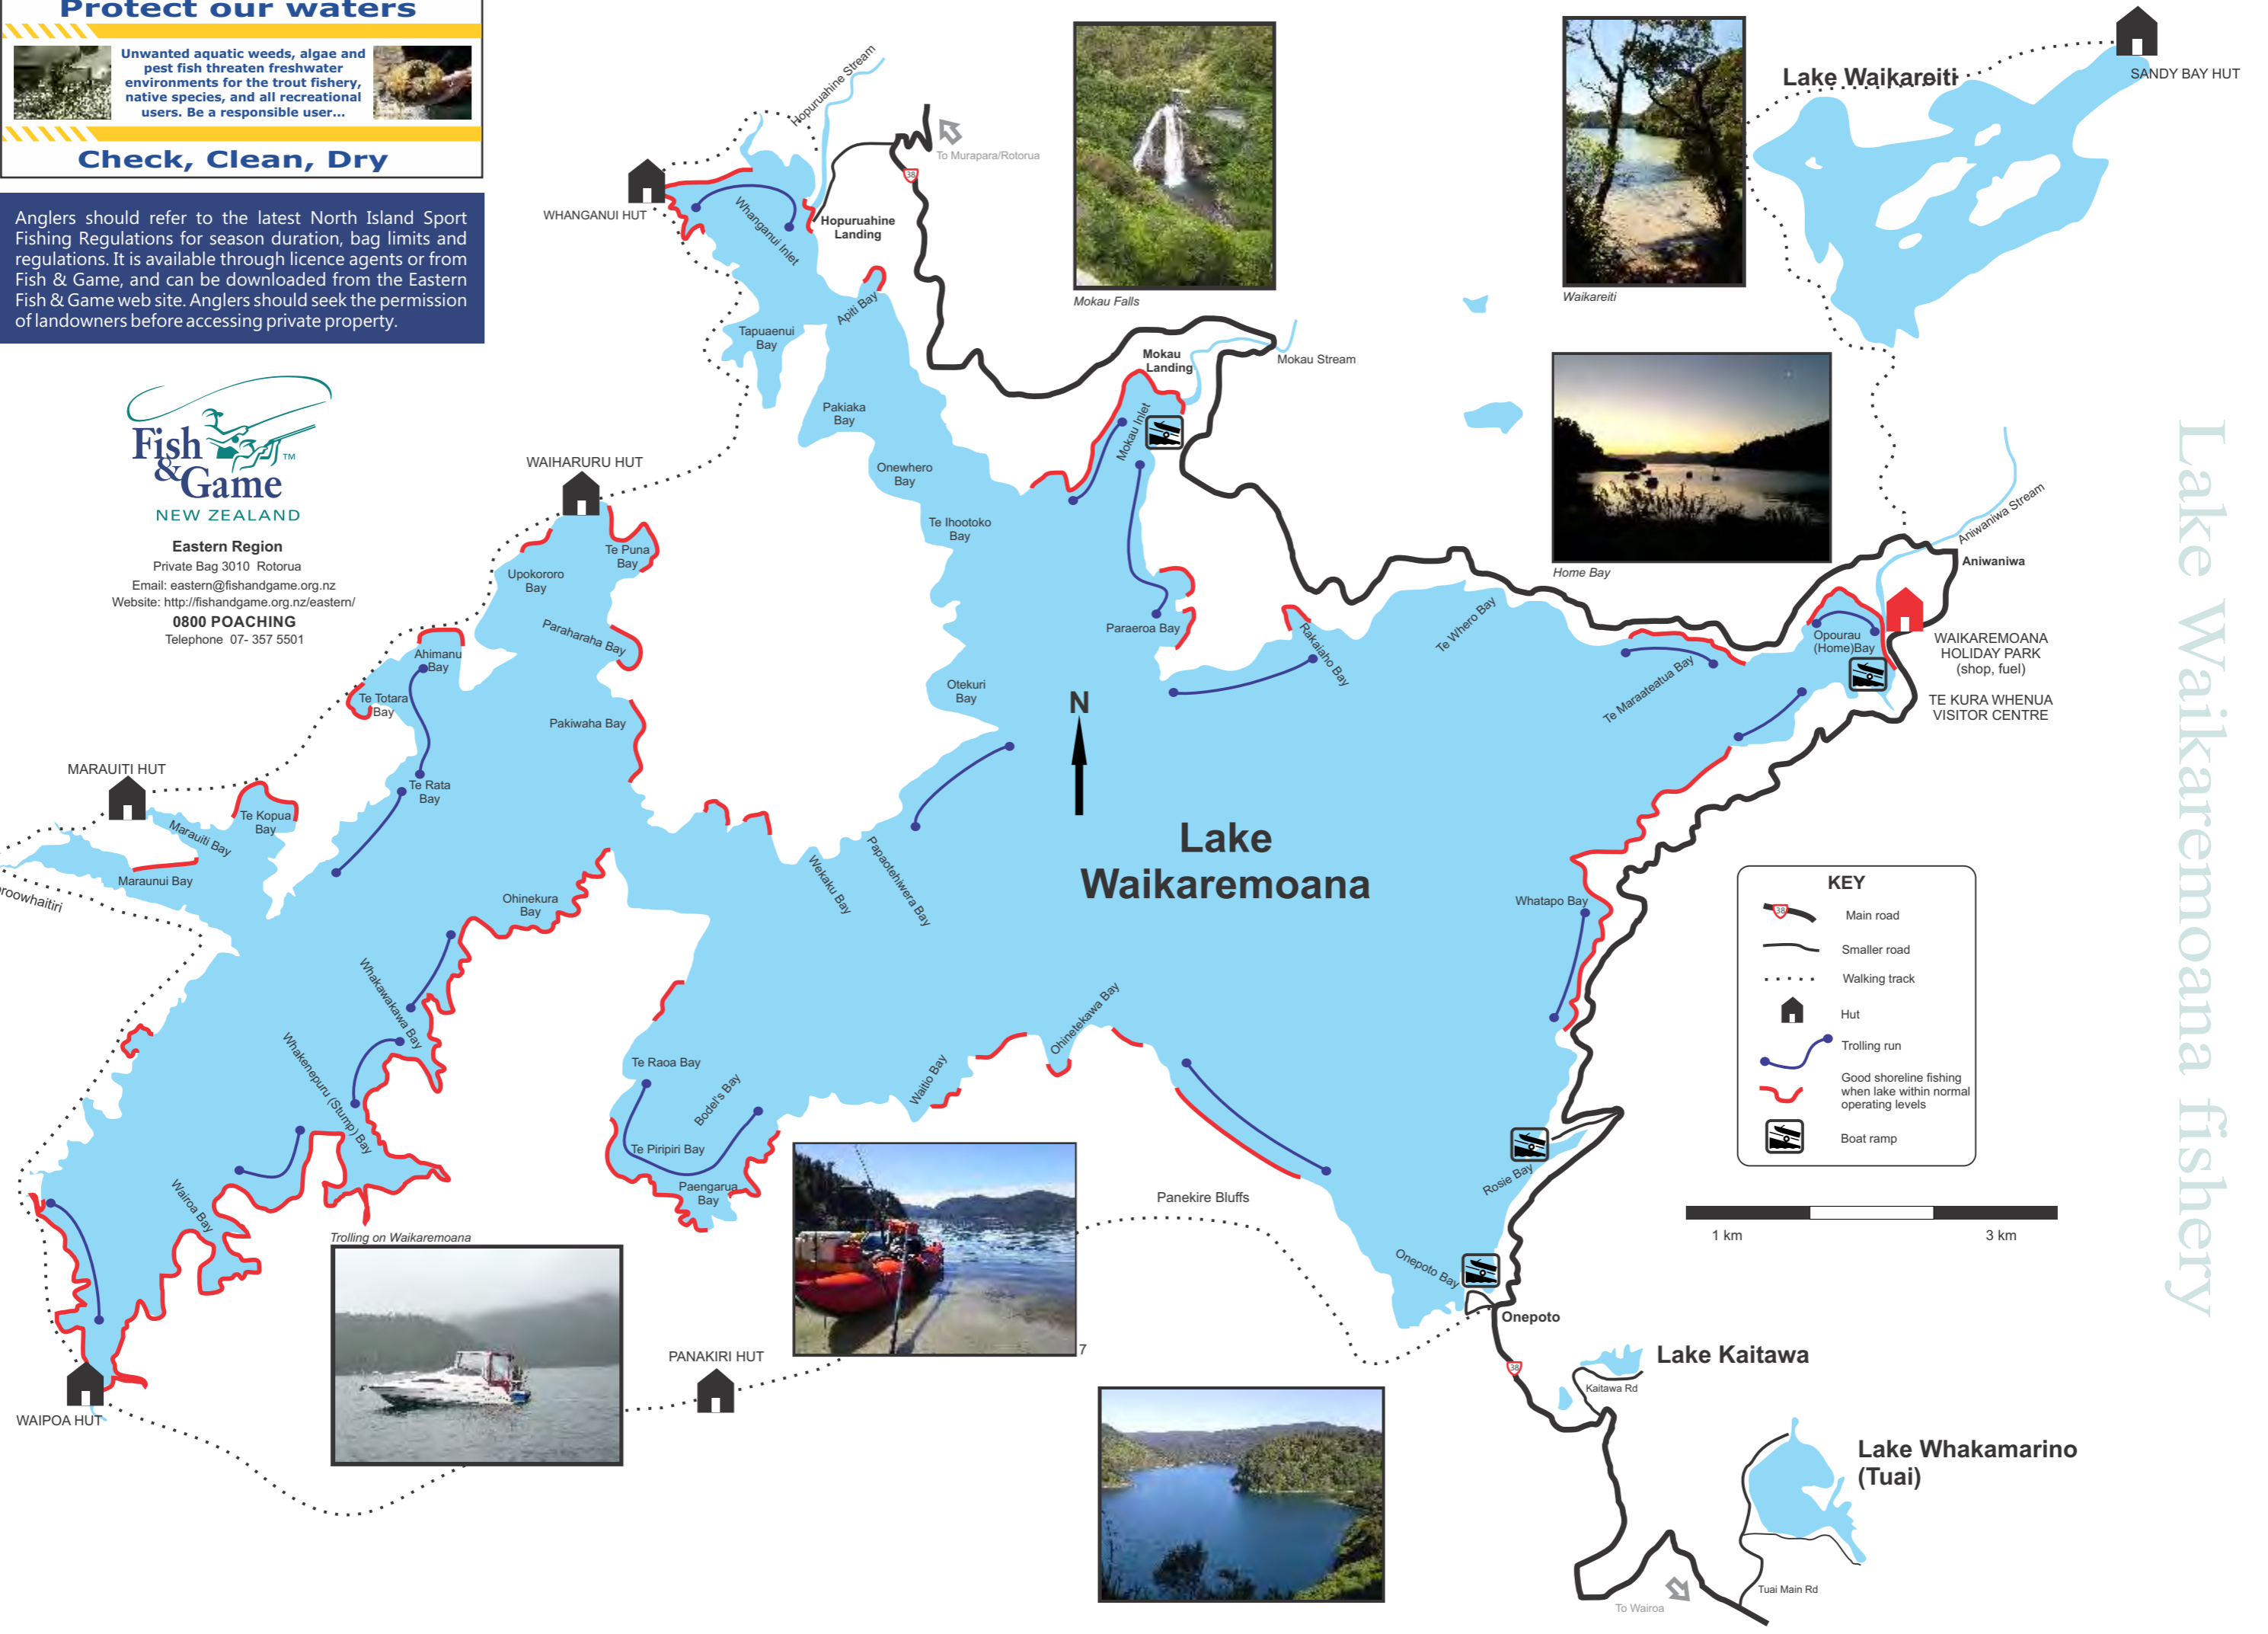 Protect our waters
Unwanted aquatic weeds, algae and
pest fish threaten freshwater
environments for the trout fishery,
native species, and all recreational
users. Be a responsible user...
Check, Clean, Dry
Anglers should refer to the latest North Island Sport
Fishing Regulations for season duration, bag limits and
regulations. It is available through licence agents or from
Fish & Game, and can be downloaded from the Eastern
Fish & Game web site. Anglers should seek the permission
of landowners before accessing private property.
Fish
&Game
TM
NEW ZEALAND
Eastern Region
Private Bag 3010 Rotorua
Email: eastern@fishandgame.org.nz
Website: http://fishandgame.org.nz/eastern/
0800 POACHING
Telephone 07- 357 5501
Hopuruahine Stream
To Murapara/Rotorua
38
WHANGANUI HUT
Whanganui Inlet
Hopuruahine
Landing
Apiti Bay
Tapuaenui
Bay
Mokau Falls
Waikareiti
Lake Waikareiti
SANDY BAY HUT
Mokau
Landing
Mokau Stream
Mokau Inlet
Pakiaka
Bay
Onewhero
Bay
Te Ihootoko
Bay
Home Bay
Aniwaniwa Stream
Aniwaniwa
WAIHARURU HUT
Te Puna
Bay
Upokororo
Bay
Paraharaha Bay
Ahimanu
Bay
Te Totara
Bay
Pakiwaha Bay
Otekuri
Bay
Paraeroa Bay
Rakaiaho Bay
Te Whero Bay
Te Maraateatua Bay
Opourau
(Home)Bay
WAIKAREMOANA
HOLIDAY PARK
(shop, fuel)
TE KURA WHENUA
VISITOR CENTRE
N
MARAUITI HUT
Te Rata
Bay
Te Kopua
Bay
Marauiti Bay
Maraunui Bay
roowhaitiri
Ohinekura
Bay
Wekaku Bay
Papaotehiwera Bay
Lake
Waikaremoana
Whatapo Bay
Whakawakawa Bay
Whakenepuru (Stump) Bay
Wairoa Bay
Te Raoa Bay
Bodel's Bay
Te Piripiri Bay
Paengarua
Bay
Waitio Bay
Ohinetekawa Bay
Panekire Bluffs
Rosie Bay
Onepoto Bay
Onepoto
KEY
38
Main road
Smaller road
Walking track
Hut
Trolling run
Good shoreline fishing
when lake within normal
operating levels
Boat ramp
1 km
3 km
Trolling on Waikaremoana
7
PANAKIRI HUT
WAIPOA HUT
38
Lake Kaitawa
Kaitawa Rd
Lake Whakamarino
(Tuai)
Tuai Main Rd
To Wairoa
Lake Waikaremoana fishery